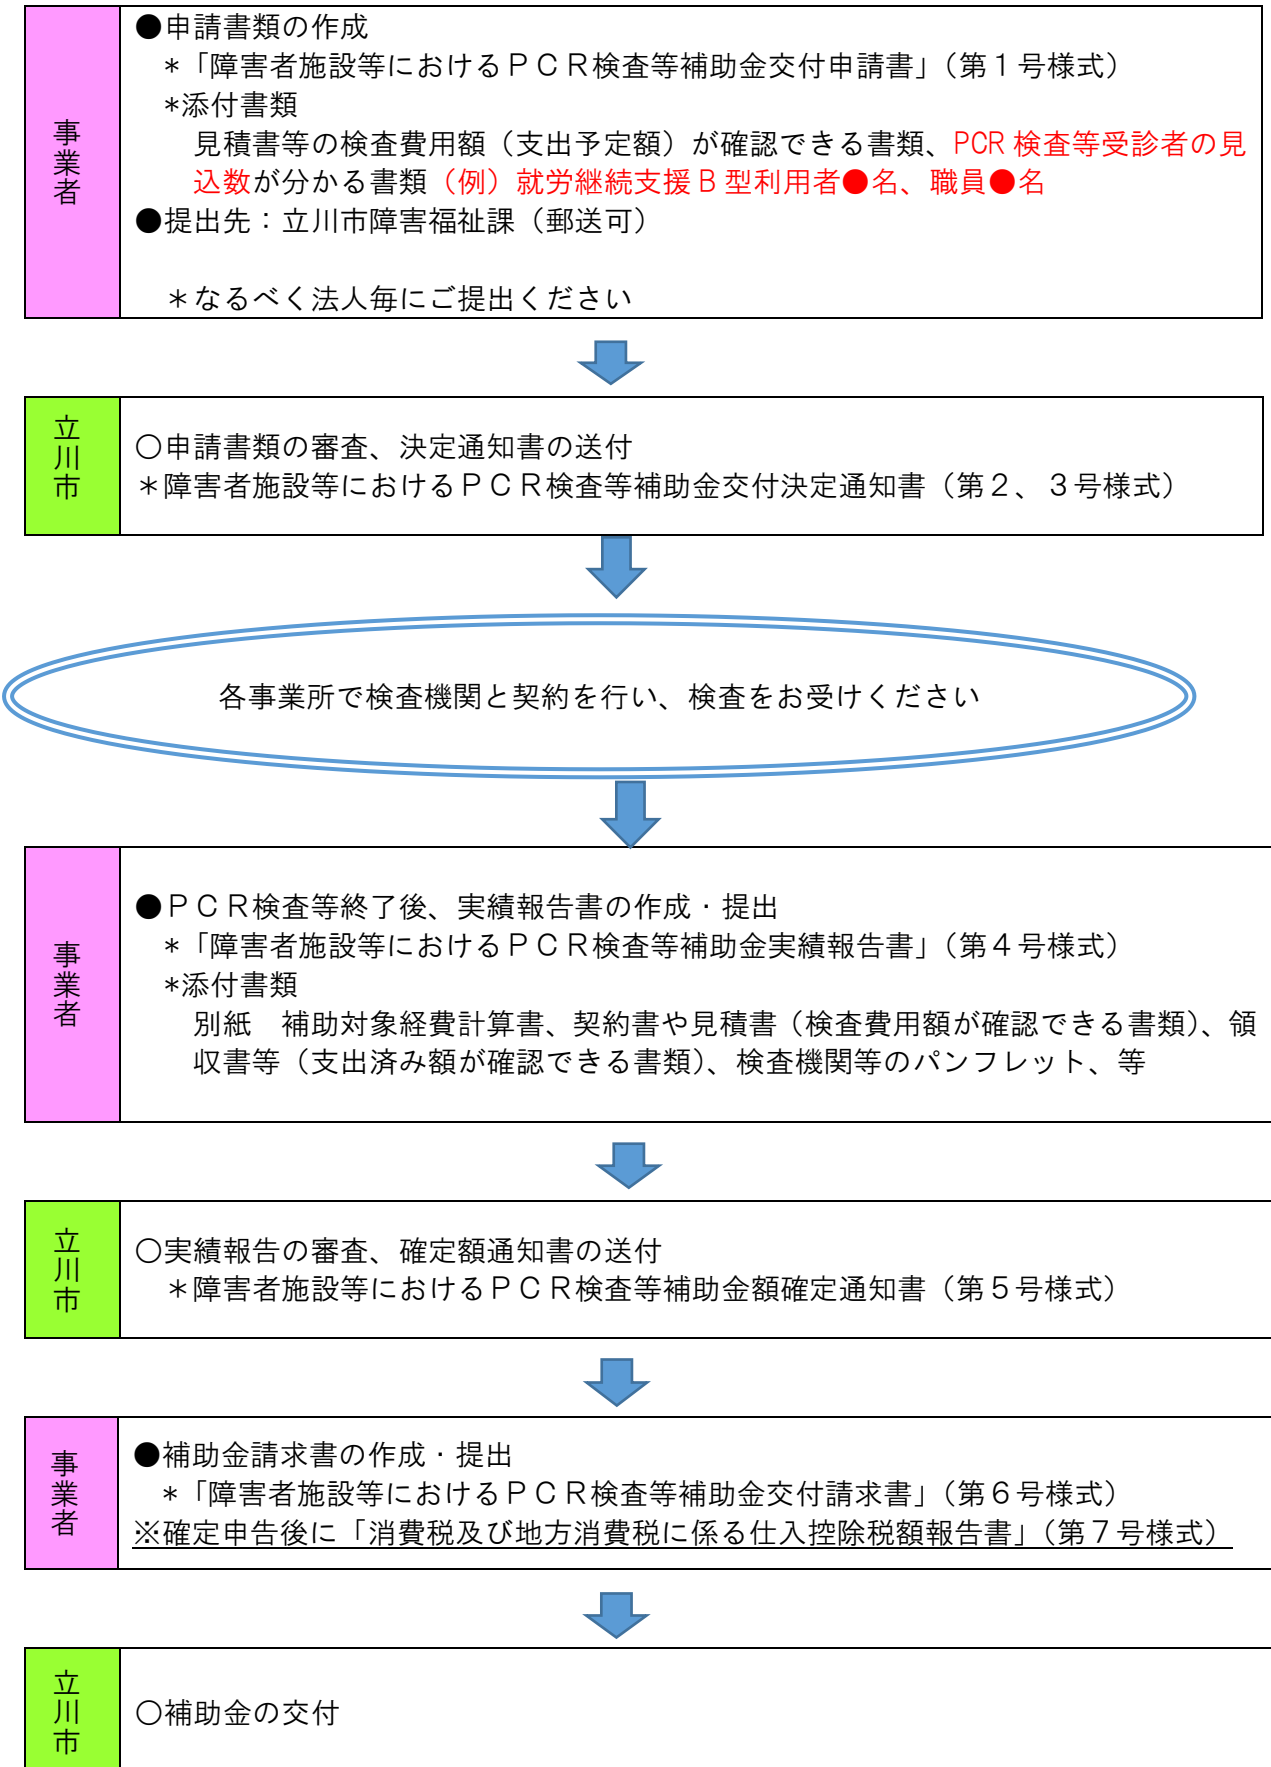 事業者
●申請書類の作成
*「障害者施設等におけるＰＣＲ検査等補助金交付申請書」（第１号様式）
*添付書類
見積書等の検査費用額（支出予定額）が確認できる書類、PCR検査等受診者の見
込数が分かる書類（例）就労継続支援B型利用者●名、職員●名
●提出先：立川市障害福祉課（郵送可）
＊なるべく法人毎にご提出ください
立川市
〇申請書類の審査、決定通知書の送付
＊障害者施設等におけるＰＣＲ検査等補助金交付決定通知書（第２、３号様式）
各事業所で検査機関と契約を行い、検査をお受けください
事業者
●ＰＣＲ検査等終了後、実績報告書の作成・提出
*「障害者施設等におけるＰＣＲ検査等補助金実績報告書」（第４号様式）
*添付書類
別紙　補助対象経費計算書、契約書や見積書（検査費用額が確認できる書類）、領
収書等（支出済み額が確認できる書類）、検査機関等のパンフレット、等
立川市
〇実績報告の審査、確定額通知書の送付
＊障害者施設等におけるＰＣＲ検査等補助金額確定通知書（第５号様式）
事業者
●補助金請求書の作成・提出
*「障害者施設等におけるＰＣＲ検査等補助金交付請求書」（第６号様式）
※確定申告後に「消費税及び地方消費税に係る仕入控除税額報告書」（第７号様式）
立川市
〇補助金の交付